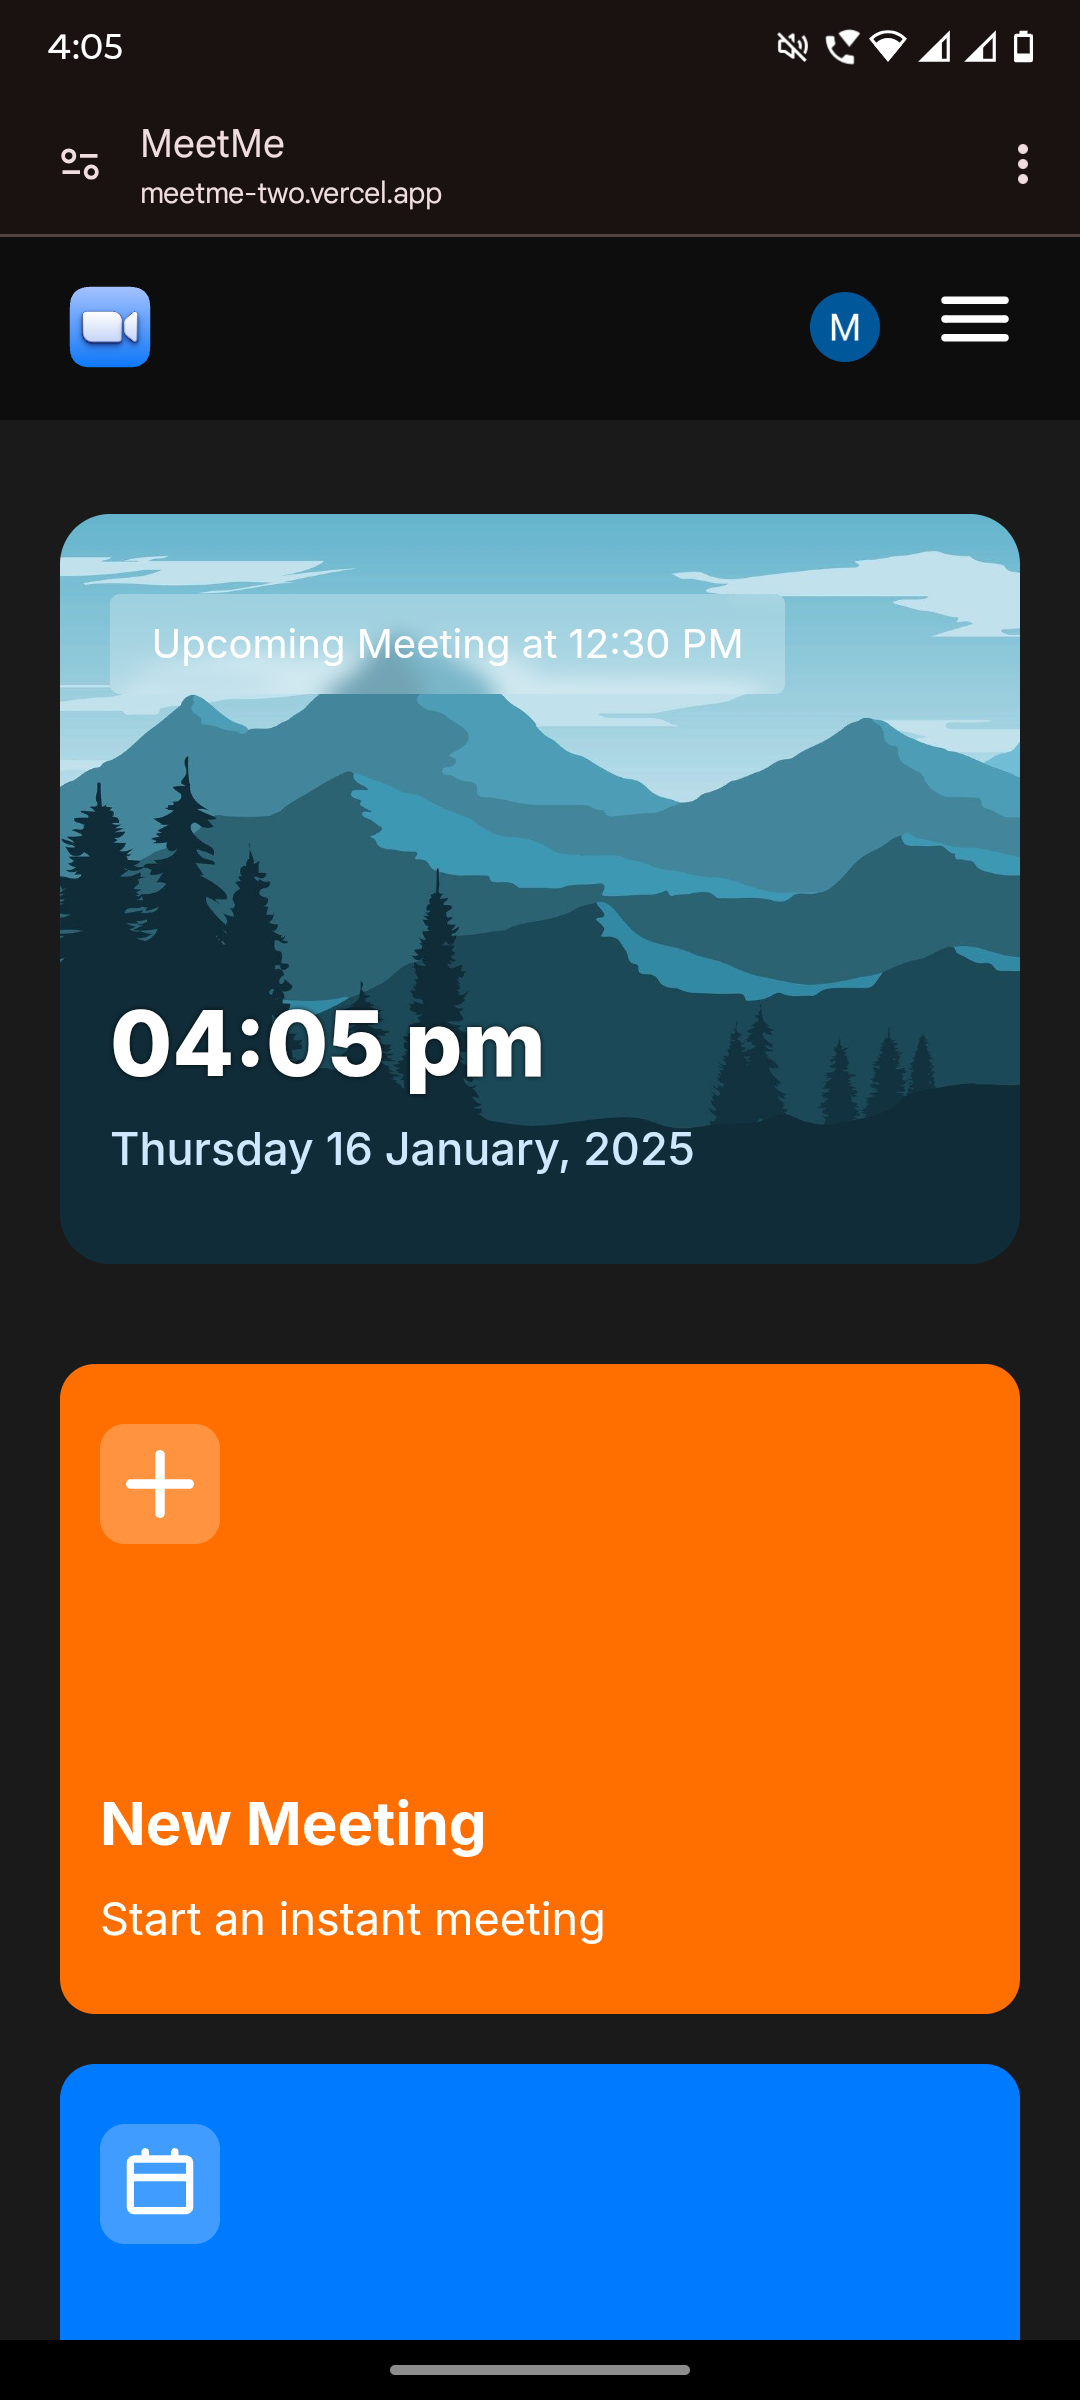 4:05
MeetMe
meetme-two.vercel.app
M
Upcoming Meeting at 12:30 PM
04:05 pm
Thursday 16 January, 2025
New Meeting
Start an instant meeting